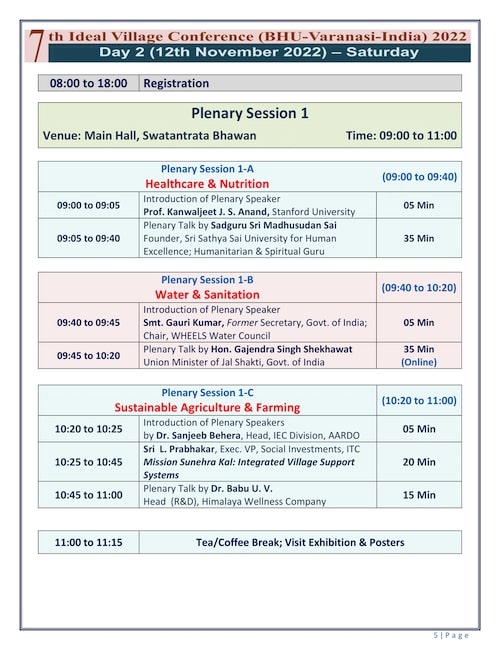 7th Ideal Village Conference (BHU-Varanasi-India) 2022
Day 2 (12th November 2022) – Saturday
08:00 to 18:00 Registration
Plenary Session 1
Venue: Main Hall, Swatantrata Bhawan Time: 09:00 to 11:00
Plenary Session 1-A
Healthcare & Nutrition
(09:00 to 09:40)
09:00 to 09:05
Introduction of Plenary Speaker
Prof. Kanwaljeet J. S. Anand, Stanford University
05 Min
09:05 to 09:40
Plenary Talk by Sadguru Sri Madhusudan Sai
Founder, Sri Sathya Sai University for Human
Excellence; Humanitarian & Spiritual Guru
35 Min
Plenary Session 1-B
Water & Sanitation
(09:40 to 10:20)
09:40 to 09:45
Introduction of Plenary Speaker
Smt. Gauri Kumar, Former Secretary, Govt. of India;
Chair, WHEELS Water Council
05 Min
09:45 to 10:20
Plenary Talk by Hon. Gajendra Singh Shekhawat
Union Minister of Jal Shakti, Govt. of India
35 Min
(Online)
Plenary Session 1-C
Sustainable Agriculture & Farming
(10:20 to 11:00)
10:20 to 10:25
Introduction of Plenary Speakers
by Dr. Sanjeeb Behera, Head, IEC Division, AARDO
05 Min
10:25 to 10:45
Sri L. Prabhakar, Exec. VP, Social Investments, ITC
Mission Sunehra Kal: Integrated Village Support
Systems
20 Min
10:45 to 11:00
Plenary Talk by Dr. Babu U. V.
Head (R&D), Himalaya Wellness Company
15 Min
11:00 to 11:15 Tea/Coffee Break; Visit Exhibition & Posters
5 | P a g e